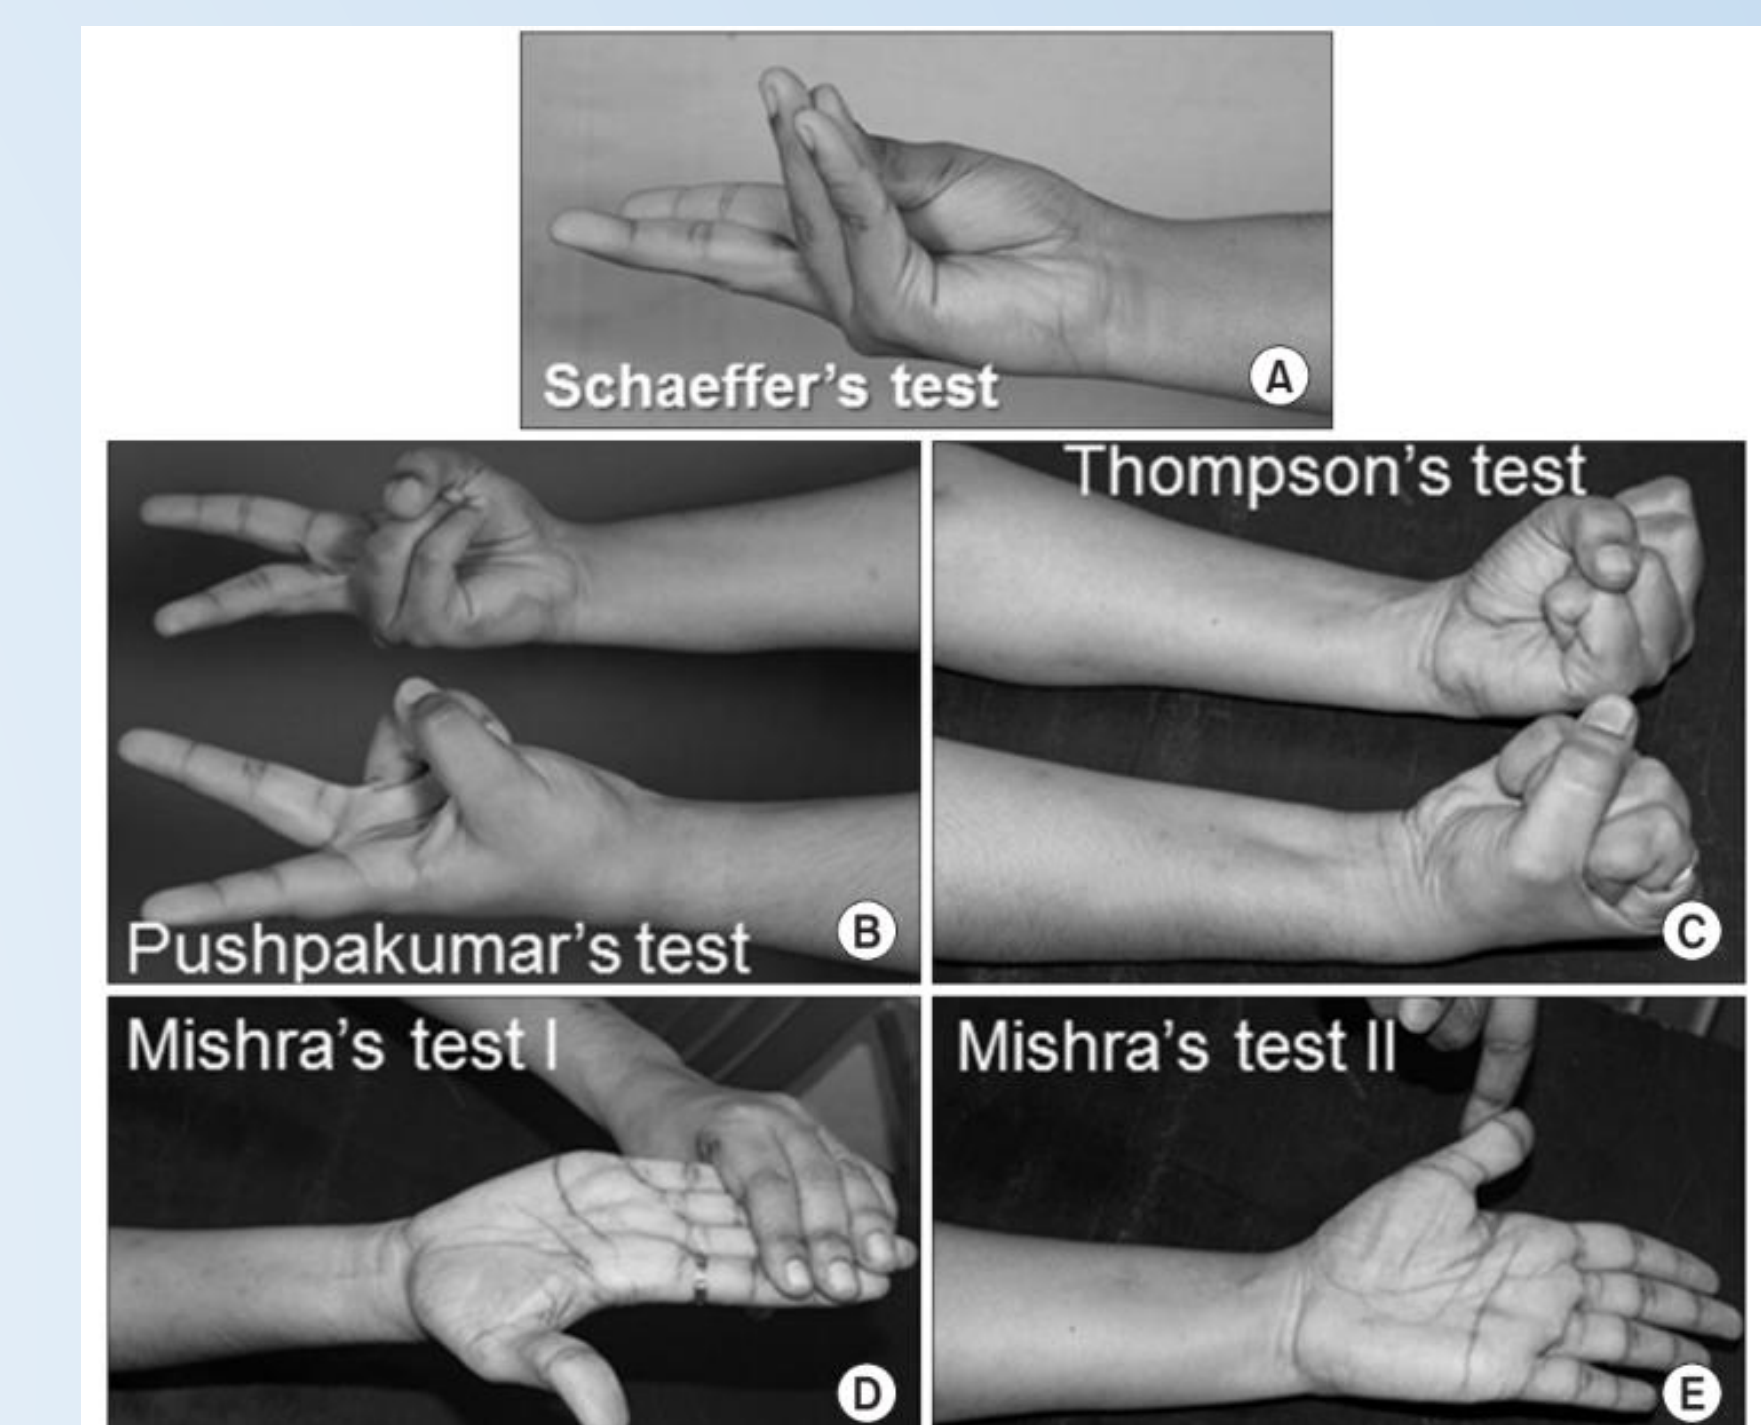 Schaeffer's test
A
Thompson's test
Pushpakumar's test
B
C
Mishra's test I
Mishra's test II
D
E